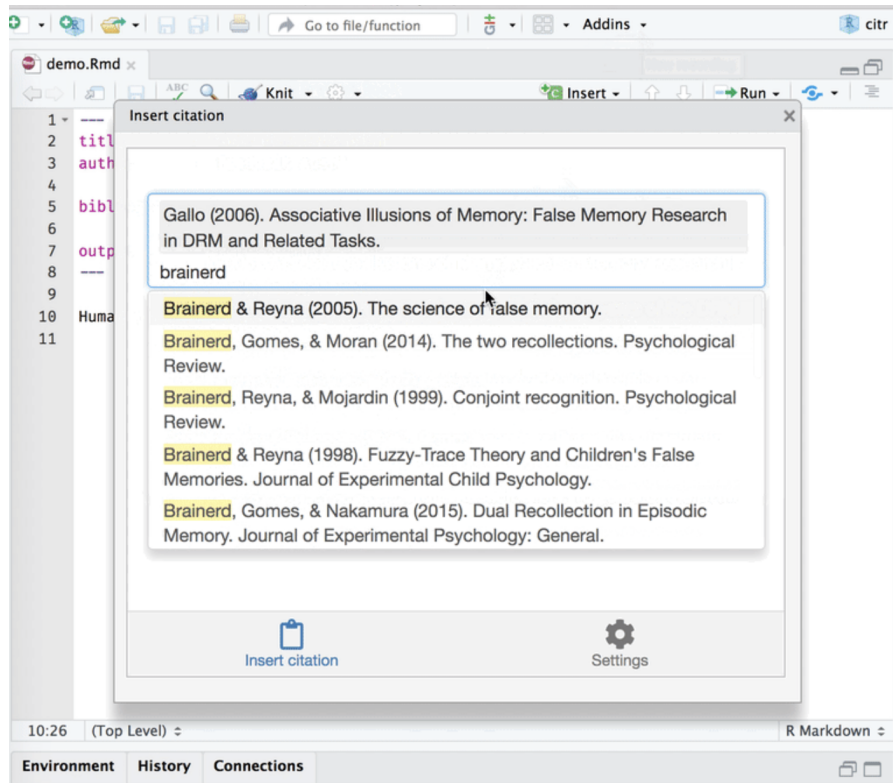 Go to file/function
Addins
citr
demo.Rmd
ABC
Knit
Insert
Run
Insert citation
1 ---
2 titl
3 auth
4
5 bibl
6
7 outp
8 ---
9
10 Huma
11
Gallo (2006). Associative Illusions of Memory: False Memory Research
in DRM and Related Tasks.
brainerd
Brainerd & Reyna (2005). The science of false memory.
Brainerd, Gomes, & Moran (2014). The two recollections. Psychological
Review.
Brainerd, Reyna, & Mojardin (1999). Conjoint recognition. Psychological
Review.
Brainerd & Reyna (1998). Fuzzy-Trace Theory and Children's False
Memories. Journal of Experimental Child Psychology.
Brainerd, Gomes, & Nakamura (2015). Dual Recollection in Episodic
Memory. Journal of Experimental Psychology: General.
Insert citation
Settings
10:26 (Top Level)
R Markdown
Environment History Connections